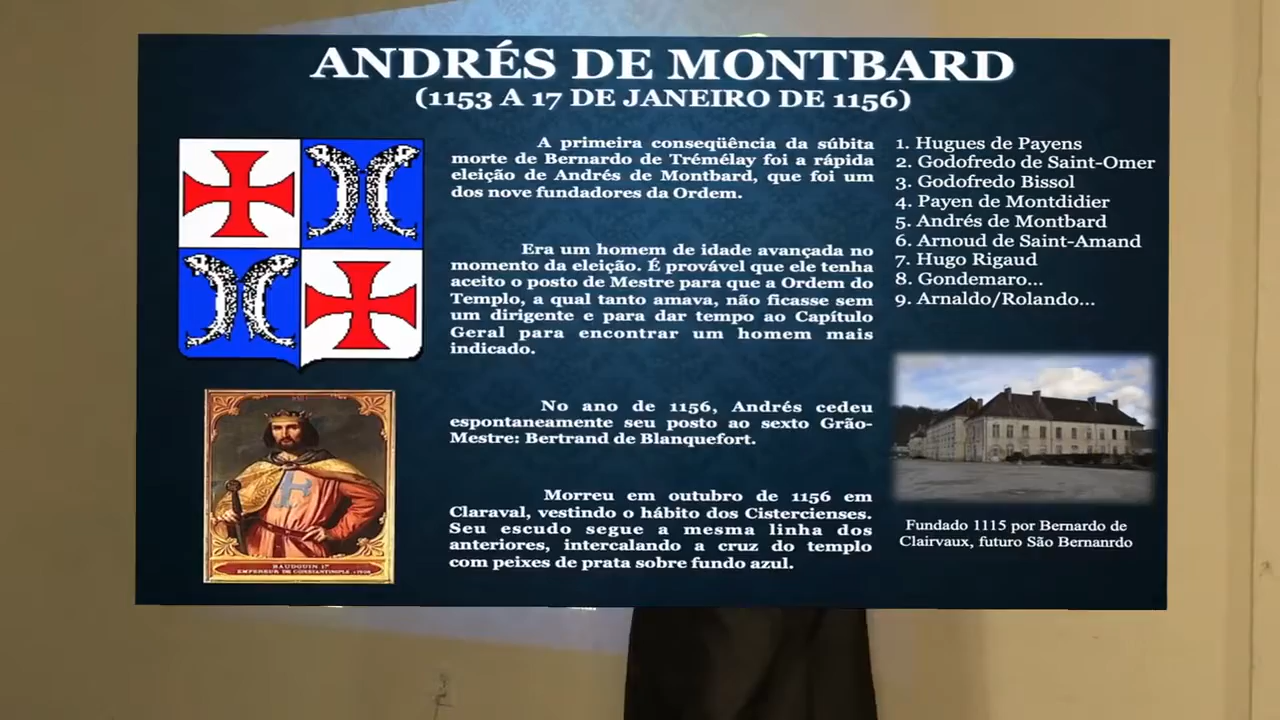 ANDRÉS DE MONTBARD
(1153 A 17 DE JANEIRO DE 1156)
A primeira conseqüência da súbita
morte de Bernardo de Trémélay foi a rápida
eleição de Andrés de Montbard, que foi um
dos nove fundadores da Ordem.
Era um homem de idade avançada no
momento da eleição. É provável que ele tenha
aceito o posto de Mestre para que a Ordem do
Templo, a qual tanto amava, não ficasse sem
um dirigente e para dar tempo ao Capítulo
Geral para encontrar um homem mais
indicado.
No ano de 1156, Andrés cedeu
espontaneamente seu posto ao sexto Grão-
Mestre: Bertrand de Blanquefort.
Morreu em outubro de 1156 em
Claraval, vestindo o hábito dos Cistercienses.
Seu escudo segue a mesma linha dos
anteriores, intercalando a cruz do templo
com peixes de prata sobre fundo azul.
1. Hugues de Payens
2. Godofredo de Saint-Omer
3. Godofredo Bissol
4. Payen de Montdidier
5. Andrés de Montbard
6. Arnoud de Saint-Amand
7. Hugo Rigaud
8. Gondemaro...
9. Arnaldo/Rolando...
Fundado 1115 por Bernardo de
Clairvaux, futuro São Bernanrdo
BAUDOUIN 1er
EMPEREUR DE CONSTANTINOPLE